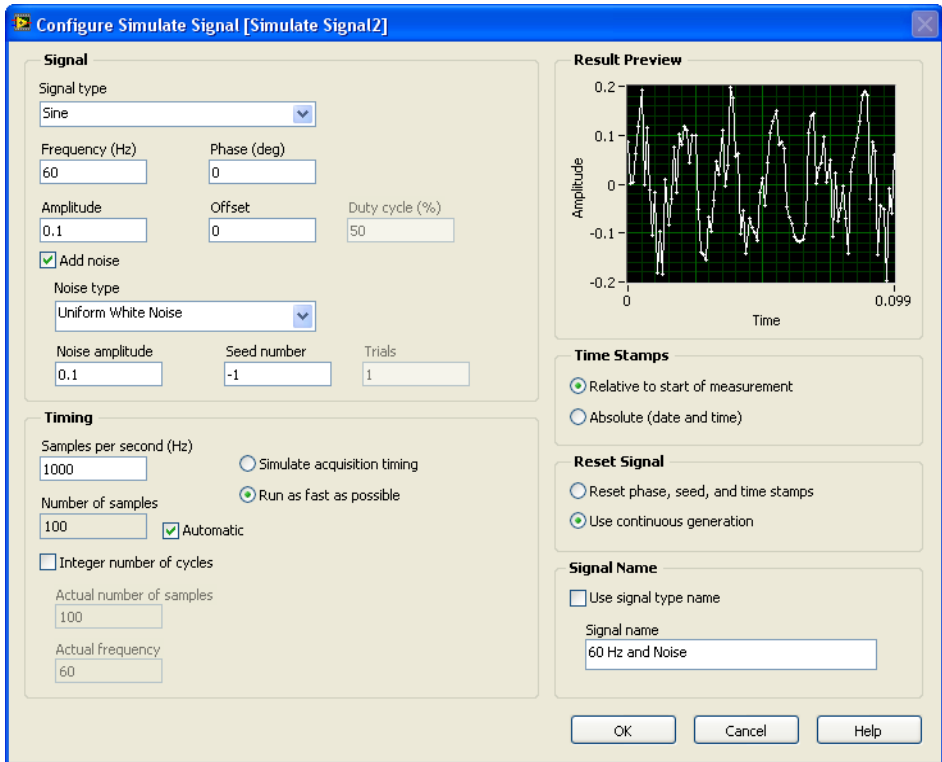 Configure Simulate Signal [Simulate Signal2]
Signal
Signal type
Sine
Frequency (Hz) Phase (deg)
60 0
Amplitude Offset Duty cycle (%)
0.1 0 50
Add noise
Noise type
Uniform White Noise
Noise amplitude Seed number Trials
0.1 -1 1
Timing
Samples per second (Hz)
1000
Simulate acquisition timing
Run as fast as possible
Number of samples
100 Automatic
Integer number of cycles
Actual number of samples
100
Actual frequency
60
Result Preview
Amplitude
0.2
0.1
0
-0.1
-0.2
0 0.099
Time
Time Stamps
Relative to start of measurement
Absolute (date and time)
Reset Signal
Reset phase, seed, and time stamps
Use continuous generation
Signal Name
Use signal type name
Signal name
60 Hz and Noise
OK Cancel Help